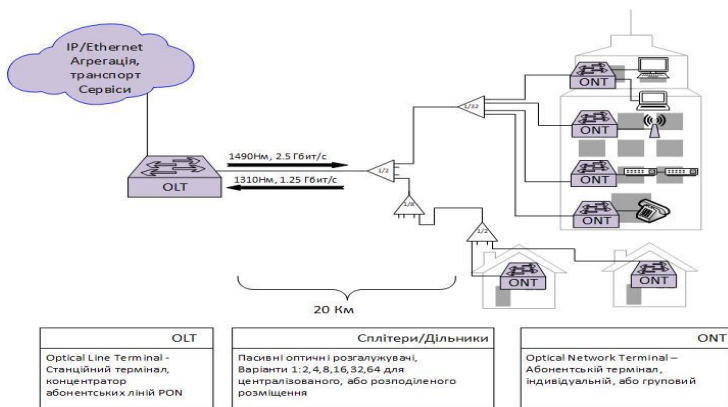 IP/Ethernet
Агрегація,
транспорт
Сервіси
ONT
1/32
ONT
1490Нм, 2.5 Гбит/с
1/2
OLT
1310Нм, 1.25 Гбит/с
ONT
1/8
ONT
1/2
ONT
ONT
20 Км
OLT
Optical Line Terminal -
Станційний термінал,
концентратор
абонентських ліній PON
Сплітери/Дільники
Пасивні оптичні розгалужувачі,
Варіанти 1:2,4,8,16,32,64 для
централізованого, або розподіленого
розміщення
ONT
Optical Network Terminal –
Абонентській термінал,
індивідуальній, або груповий